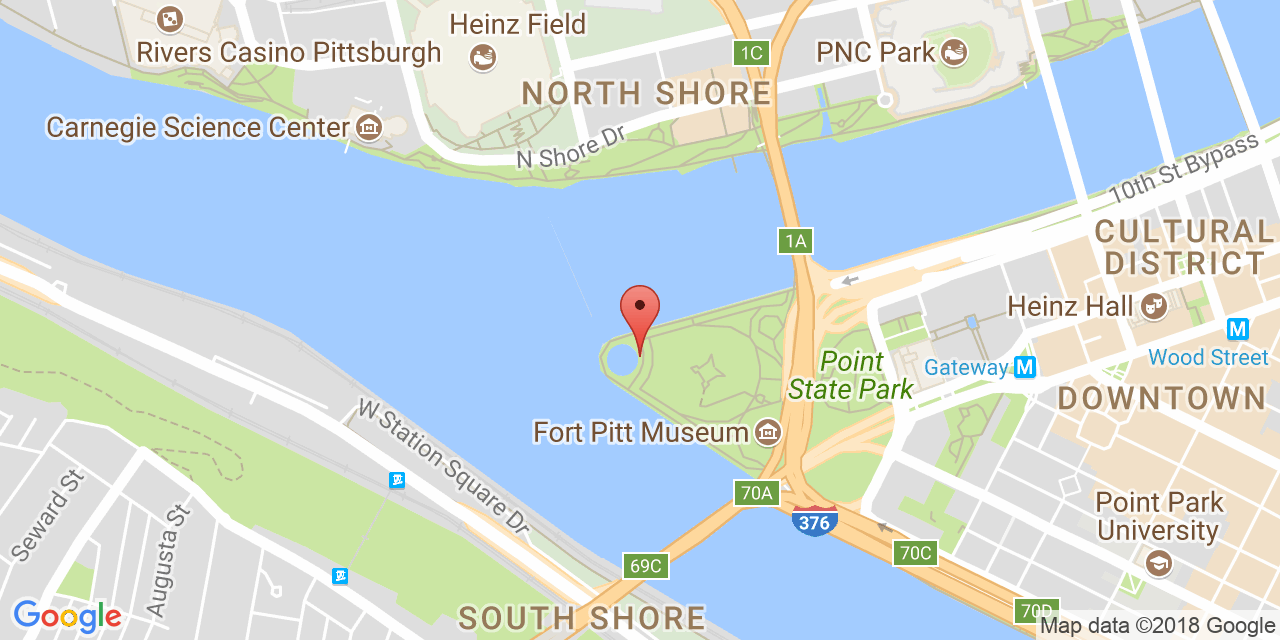 Heinz Field
Rivers Casino Pittsburgh
1C
PNC Park
NORTH SHORE
Carnegie Science Center
N Shore Dr
10th St Bypass
1A
CULTURAL
DISTRICT
Heinz Hall
M
Wood Street
Point
State Park
Gateway
M
DOWNTOWN
W Station Square Dr
Fort Pitt Museum
70A
Seward St
Augusta St
376
Point Park
University
70C
69C
Google
SOUTH SHORE
70D
Map data ©2018 Google